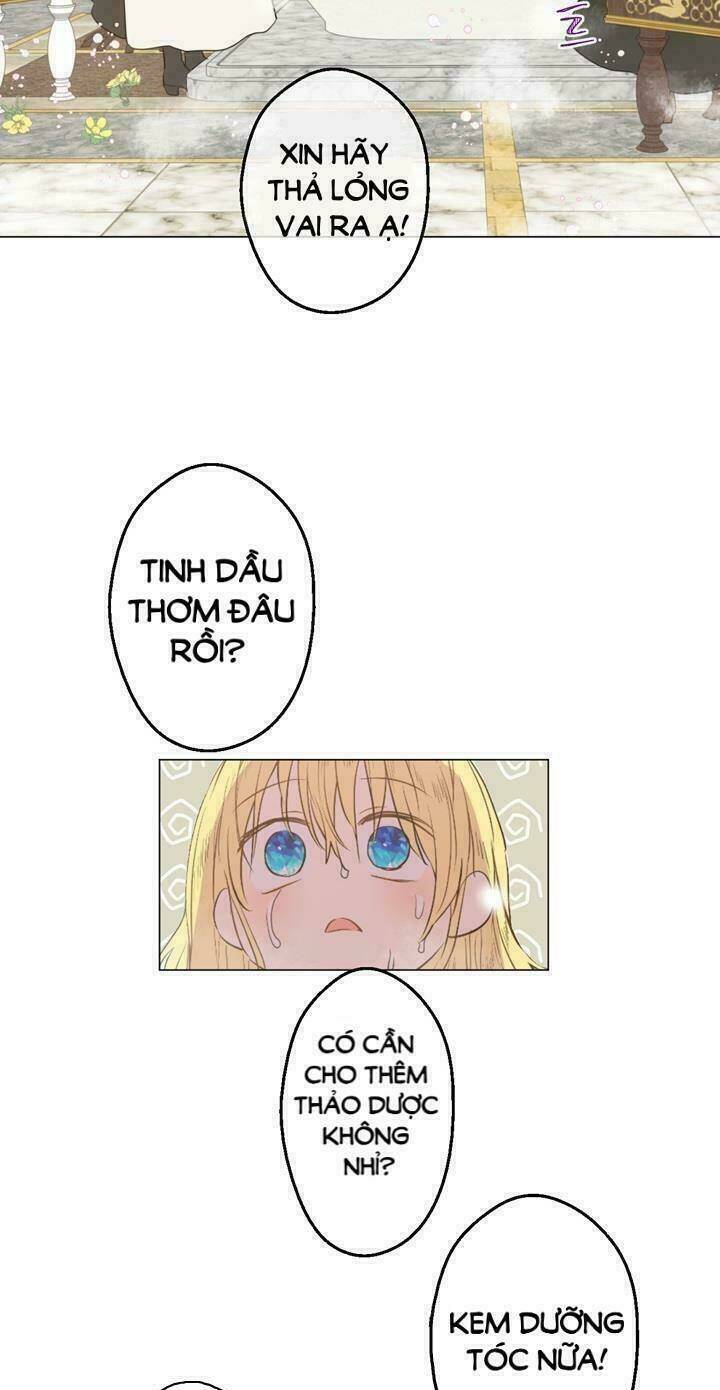 XIN HÃY
THẢ LỎNG
VAI RA Ạ!
TINH DẦU
THƠM ĐÂU
RỒI?
CÓ CẦN
CHO THÊM
THẢO DƯỢC
KHÔNG
NHỈ?
KEM DƯỠNG
TÓC NỮA!